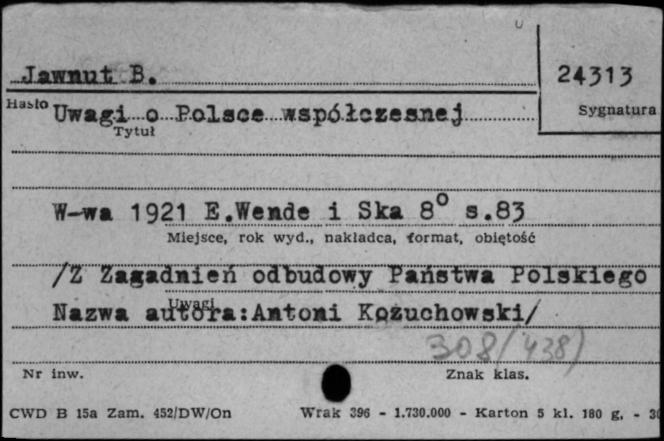 Jawnut B.
24313
Hasło
Uwagi o Polsce współczesnej
Sygnatura
Tytuł
W-wa 1921 E.Wende i Ska 8° s.83
Miejsce, rok wyd., nakładca, format, objętość
/Z Zagadnień odbudowy Państwa Polskiego
Uwagi
Nazwa autora:Antoni Kożuchowski/
308/438)
Nr inw.
Znak klas.
CWD B 15a Zam. 452/DW/On Wrak 396 - 1.730.000 - Karton 5 kl. 180 g. -